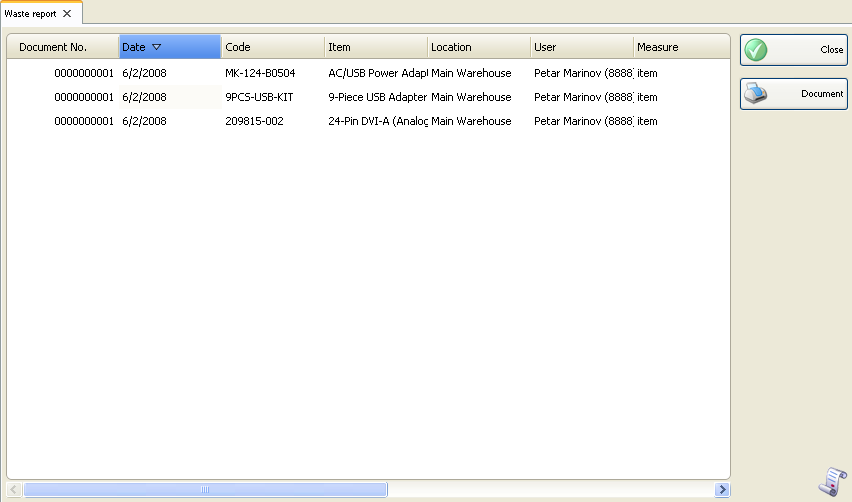 Waste report
Document No. Date Code Item Location User Measure
0000000001 6/2/2008 MK-124-B0504 AC/USB Power Adapt Main Warehouse Petar Marinov (8888) item
0000000001 6/2/2008 9PCS-USB-KIT 9-Piece USB Adapter Main Warehouse Petar Marinov (8888) item
0000000001 6/2/2008 209815-002 24-Pin DVI-A (Analog Main Warehouse Petar Marinov (8888) item
Close
Document